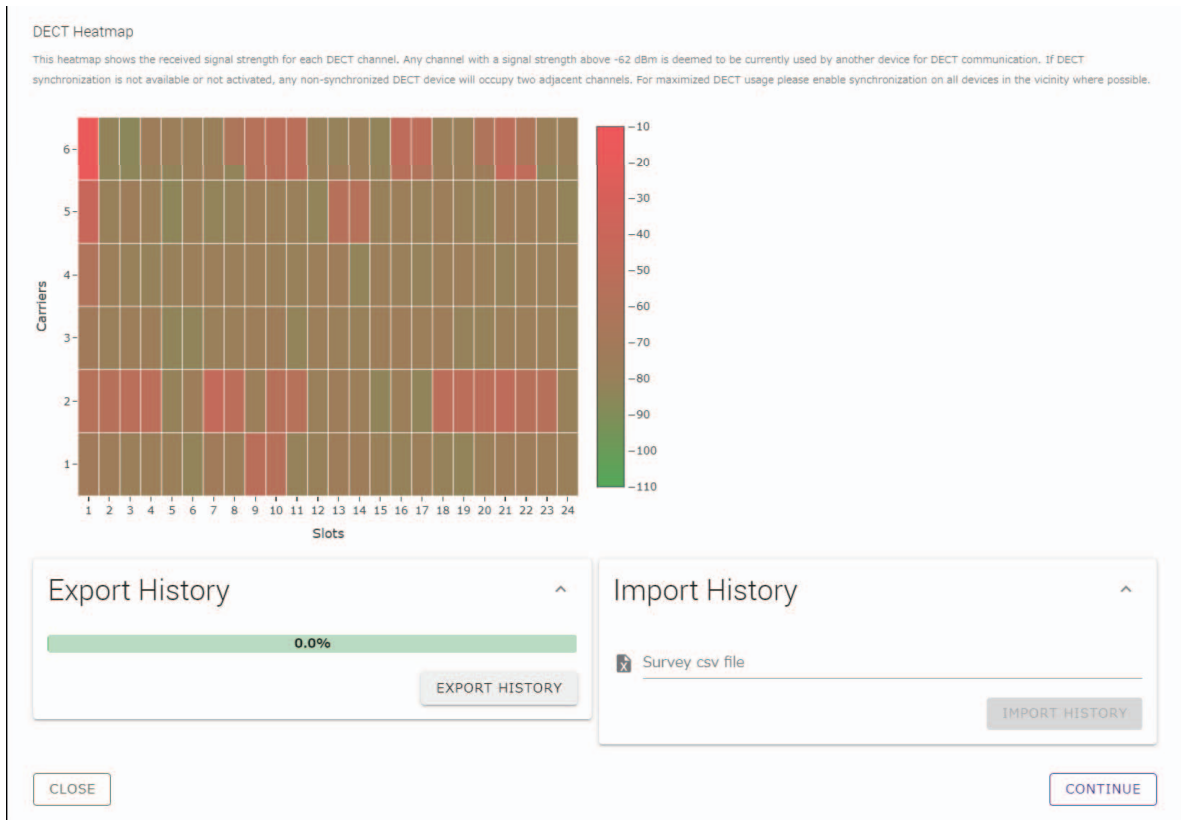 DECT Heatmap
This heatmap shows the received signal strength for each DECT channel. Any channel with a signal strength above -62 dBm is deemed to be currently used by another device for DECT communication. If DECT
synchronization is not available or not activated, any non-synchronized DECT device will occupy two adjacent channels. For maximized DECT usage please enable synchronization on all devices in the vicinity where possible.
Carriers
6
5
4
3
2
1
1 2 3 4 5 6 7 8 9 10 11 12 13 14 15 16 17 18 19 20 21 22 23 24
Slots
−10
−20
−30
−40
−50
−60
−70
−80
−90
−100
−110
Export History
0.0%
EXPORT HISTORY
Import History
Survey csv file
IMPORT HISTORY
CLOSE
CONTINUE